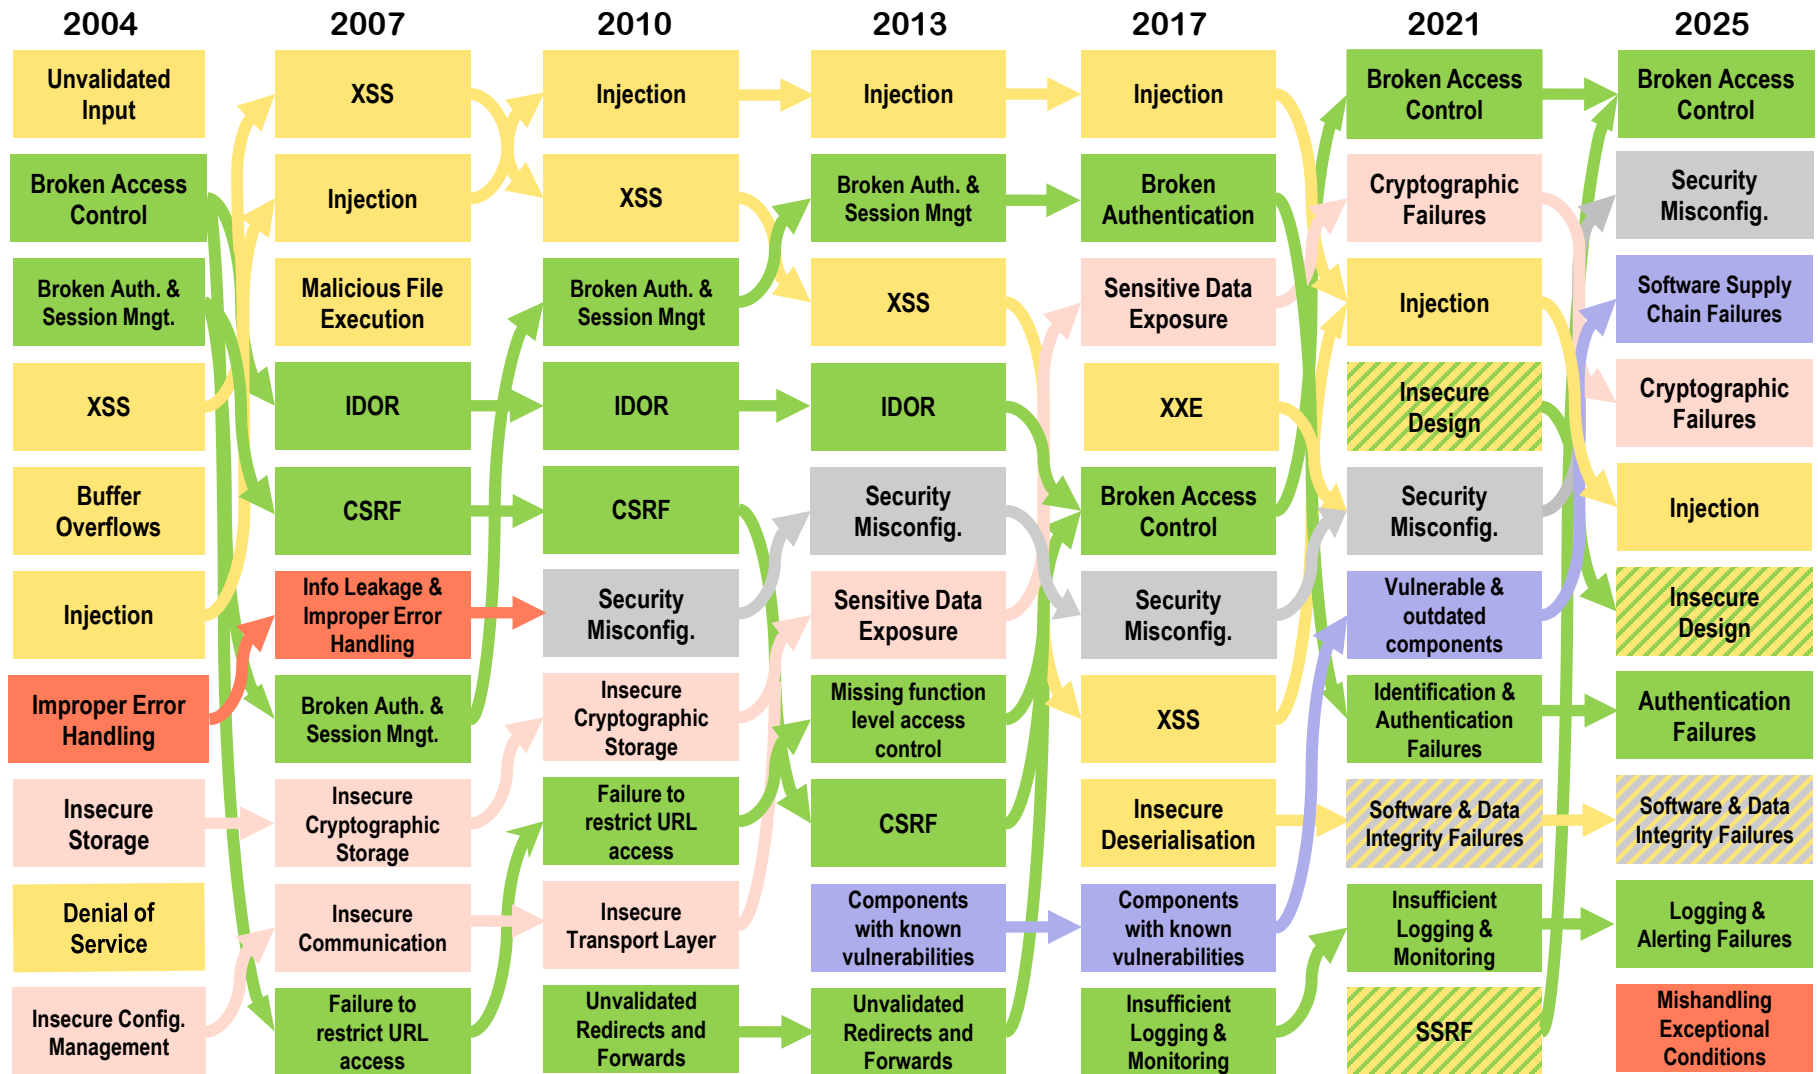 2004
2007
2010
2013
2017
2021
2025
Unvalidated
Input
Broken Access
Control
Broken Auth. &
Session Mngt.
XSS
Buffer
Overflows
Injection
Improper Error
Handling
Insecure
Storage
Denial of
Service
Insecure Config.
Management
XSS
Injection
Malicious File
Execution
IDOR
CSRF
Info Leakage &
Improper Error
Handling
Broken Auth. &
Session Mngt.
Insecure
Cryptographic
Storage
Insecure
Communication
Failure to
restrict URL
access
Injection
XSS
Broken Auth. &
Session Mngt
IDOR
CSRF
Security
Misconfig.
Insecure
Cryptographic
Storage
Failure to
restrict URL
access
Insecure
Transport Layer
Unvalidated
Redirects and
Forwards
Injection
Broken Auth. &
Session Mngt
XSS
IDOR
Security
Misconfig.
Sensitive Data
Exposure
Missing function
level access
control
CSRF
Components
with known
vulnerabilities
Unvalidated
Redirects and
Forwards
Injection
Broken
Authentication
Sensitive Data
Exposure
XXE
Broken Access
Control
Security
Misconfig.
XSS
Insecure
Deserialisation
Components
with known
vulnerabilities
Insufficient
Logging &
Monitoring
Broken Access
Control
Cryptographic
Failures
Injection
Insecure
Design
Security
Misconfig.
Vulnerable &
outdated
components
Identification &
Authentication
Failures
Software & Data
Integrity Failures
Insufficient
Logging &
Monitoring
SSRF
Broken Access
Control
Security
Misconfig.
Software Supply
Chain Failures
Cryptographic
Failures
Injection
Insecure
Design
Authentication
Failures
Software & Data
Integrity Failures
Logging &
Alerting Failures
Mishandling
Exceptional
Conditions